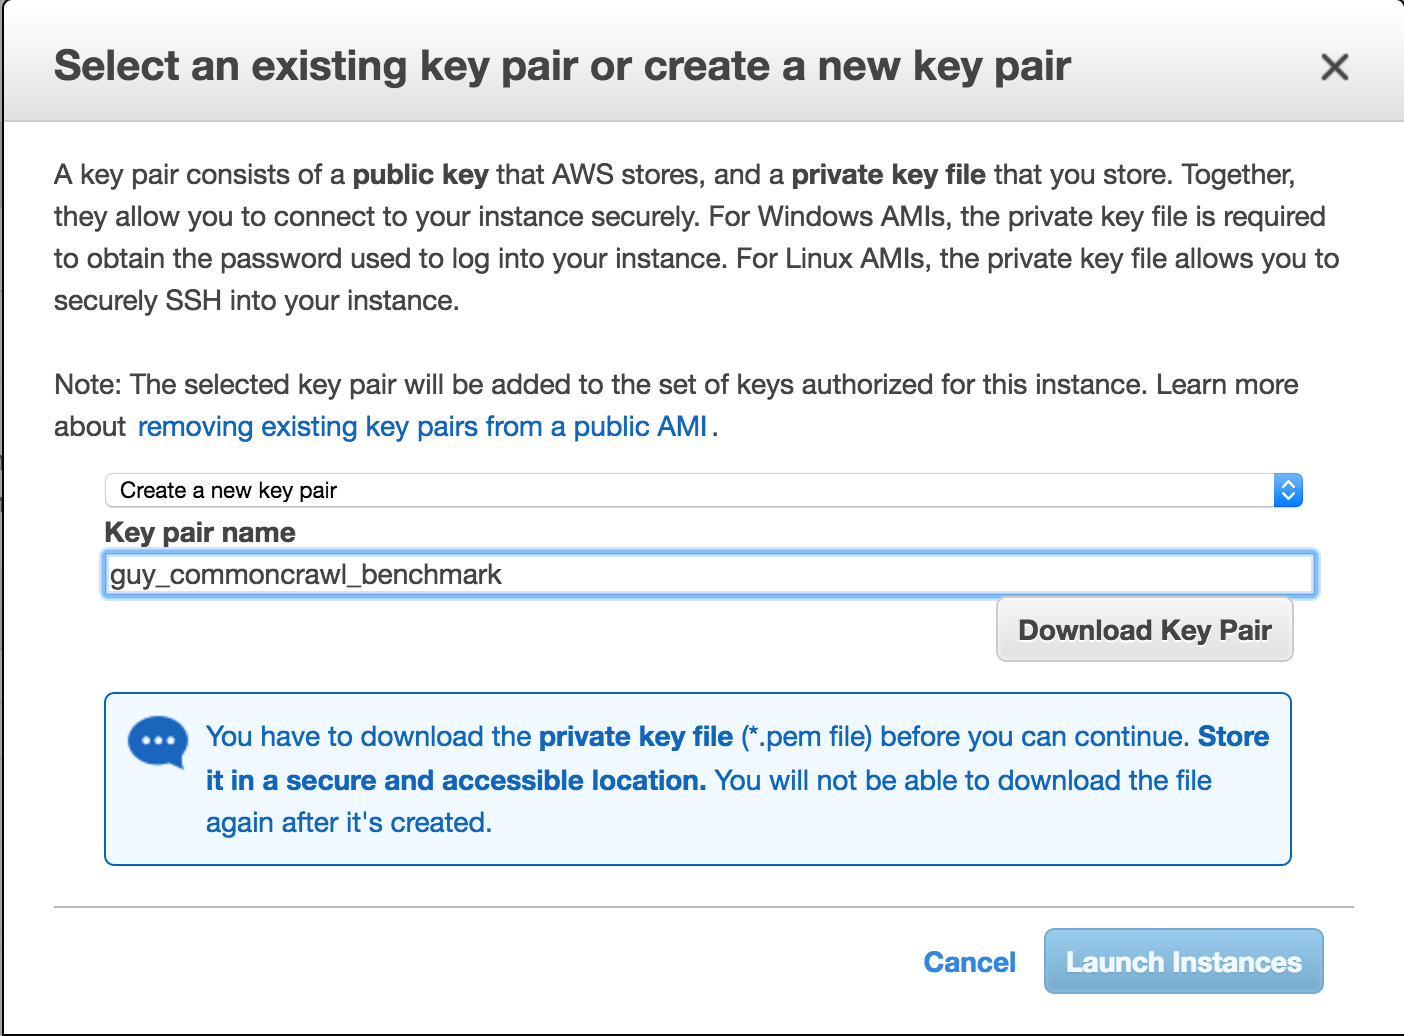 Select an existing key pair or create a new key pair
A key pair consists of a public key that AWS stores, and a private key file that you store. Together,
they allow you to connect to your instance securely. For Windows AMIs, the private key file is required
to obtain the password used to log into your instance. For Linux AMIs, the private key file allows you to
securely SSH into your instance.
Note: The selected key pair will be added to the set of keys authorized for this instance. Learn more
about removing existing key pairs from a public AMI.
Create a new key pair
Key pair name
guy_commoncrawl_benchmark
Download Key Pair
You have to download the private key file (*.pem file) before you can continue. Store
it in a secure and accessible location. You will not be able to download the file
again after it's created.
Cancel Launch Instances